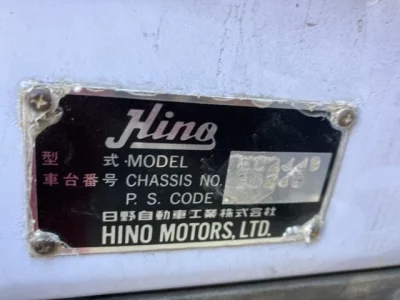 Hino
型 式・MODEL
車台番号 CHASSIS NO.
P. S. CODE
日野自動車工業株式会社
HINO MOTORS, LTD.